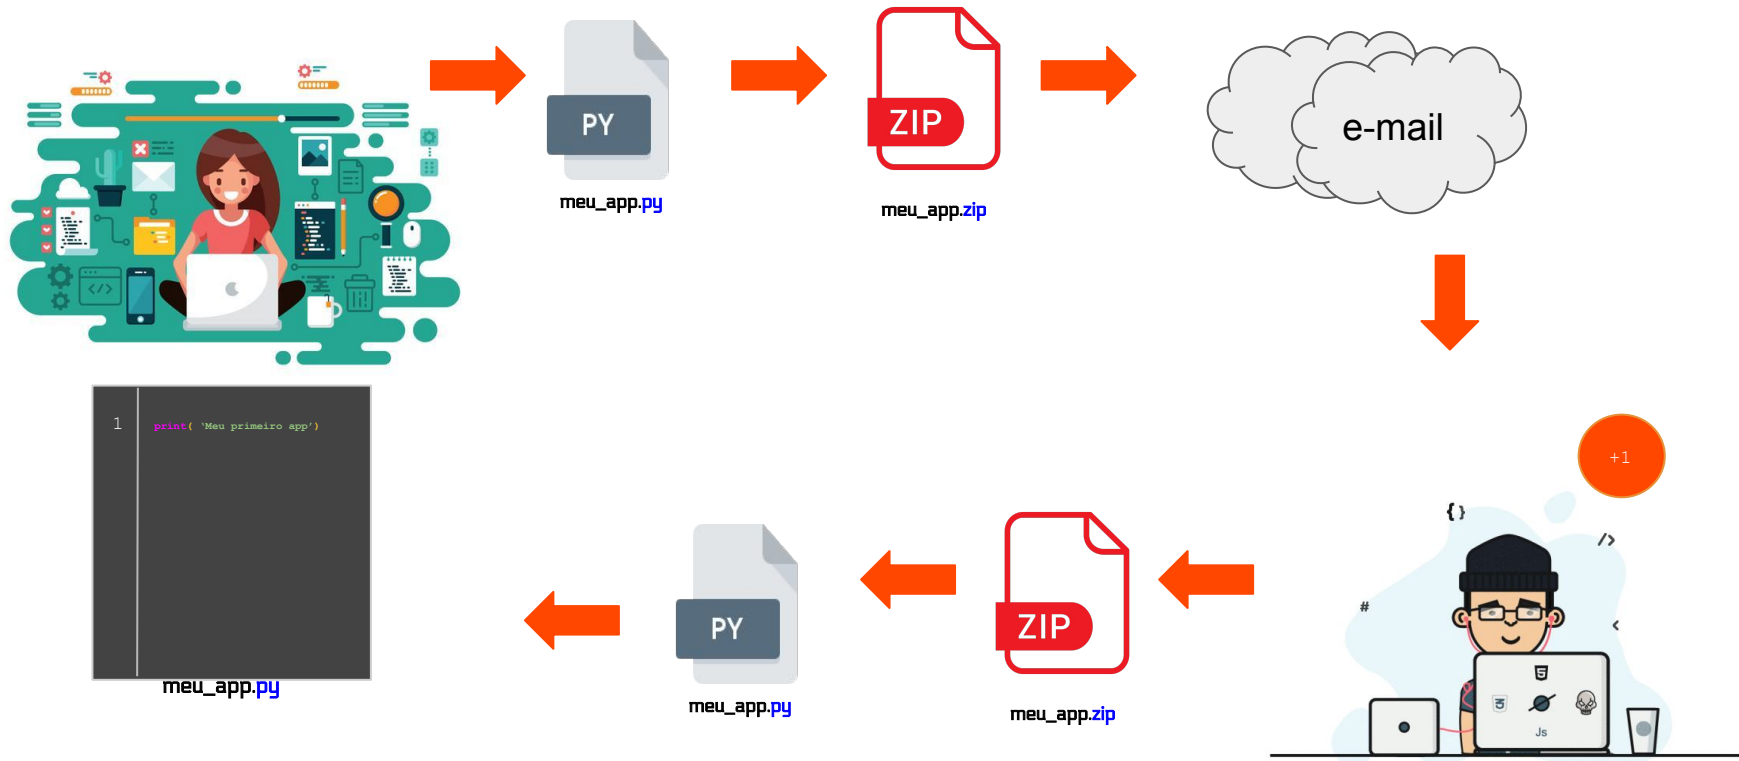 PY
meu_app.py
ZIP
meu_app.zip
e-mail
</>
1
print( ‘Meu primeiro app’)
meu_app.py
PY
meu_app.py
ZIP
meu_app.zip
+1
{}
/>
#
<
Js